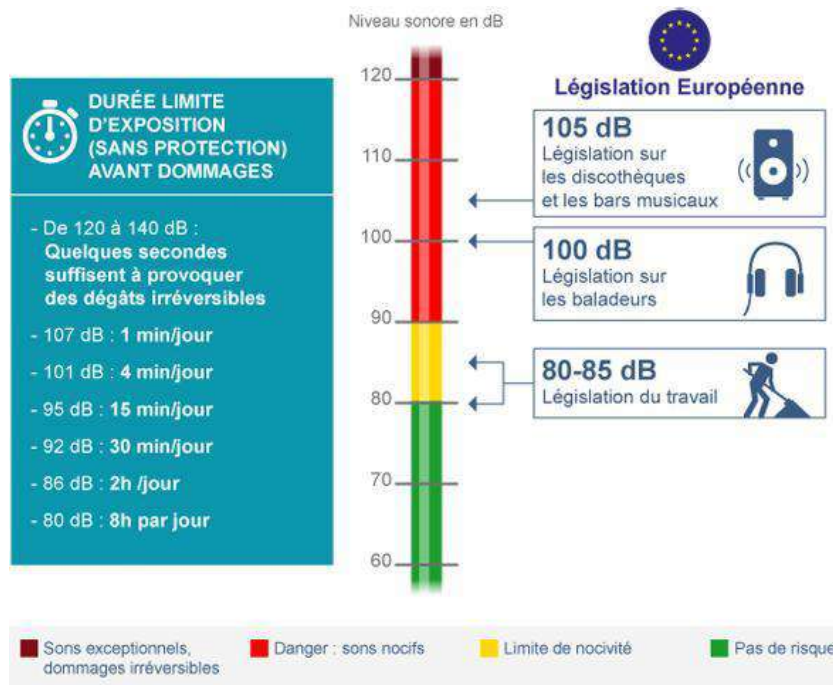 Niveau sonore en dB
DURÉE LIMITE
D'EXPOSITION
(SANS PROTECTION)
AVANT DOMMAGES
- De 120 à 140 dB :
Quelques secondes
suffisent à provoquer
des dégâts irréversibles
- 107 dB : 1 min/jour
- 101 dB : 4 min/jour
- 95 dB : 15 min/jour
- 92 dB : 30 min/jour
- 86 dB : 2h /jour
- 80 dB : 8h par jour
120
110
100
90
80
70
60
Législation Européenne
105 dB
Législation sur
les discothèques
et les bars musicaux
100 dB
Législation sur
les baladeurs
80-85 dB
Législation du travail
Sons exceptionnels,
dommages irréversibles
Danger : sons nocifs
Limite de nocivité
Pas de risque